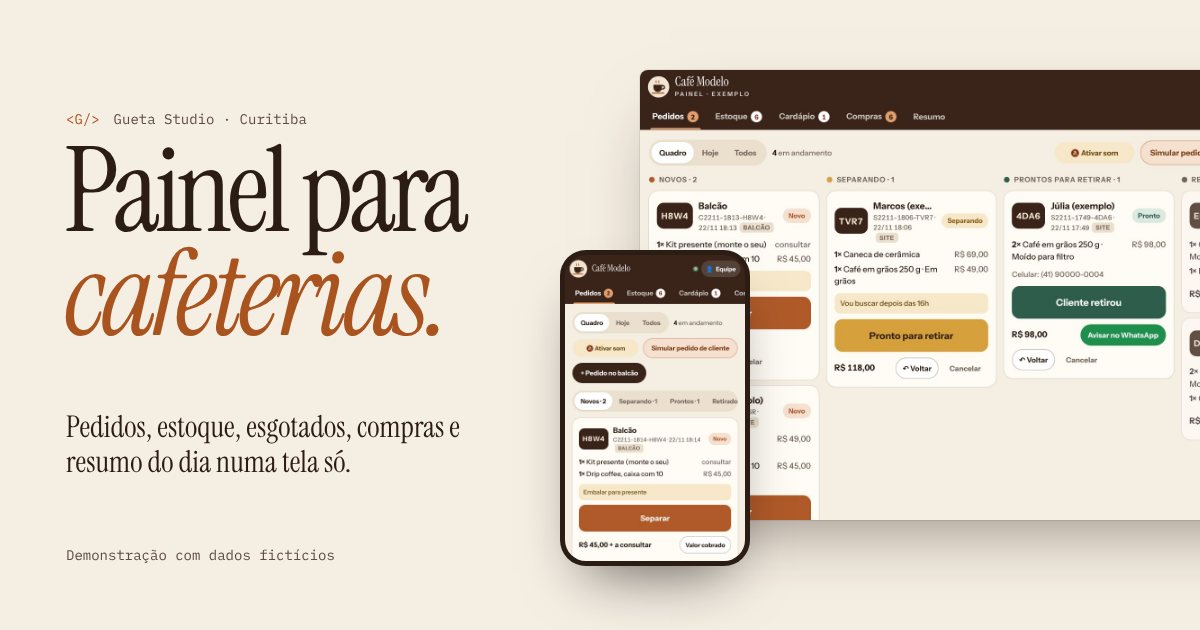 <G/> Gueta Studio · Curitiba
Painel para
cafeterias.
Pedidos, estoque, esgotados, compras e
resumo do dia numa tela só.
Demonstração com dados fictícios
Café Modelo
PAINEL · EXEMPLO
Pedidos 2 Estoque 6 Cardápio 1 Compras 6 Resumo
Quadro Hoje Todos 4 em andamento Ativar som
NOVOS · 2
H8W4 Balcão Novo
C2211-1813-H8W4 ·
22/11 18:13 BALCÃO
1× Kit presente (monte o seu) consultar
R$ 45,00
Novo
R$ 49,00
R$ 45,00
SEPARANDO · 1
TVR7 Marcos (exe... Separando
S2211-1806-TVR7 ·
22/11 18:06
SITE
1× Caneca de cerâmica R$ 69,00
1× Café em grãos 250 g · Em R$ 49,00
grãos
Vou buscar depois das 16h
Pronto para retirar
R$ 118,00 ↶ Voltar Cancelar
PRONTOS PARA RETIRAR · 1
4DA6 Júlia (exemplo) Pronto
S2211-1749-4DA6 ·
22/11 17:49 SITE
2× Café em grãos 250 g · R$ 98,00
Moído para filtro
Celular: (41) 90000-0004
Cliente retirou
R$ 98,00 Avisar no WhatsApp
↶ Voltar Cancelar
Café Modelo Equipe
Pedidos 2 Estoque 6 Cardápio 1
Quadro Hoje Todos 4 em andamento
Ativar som Simular pedido de cliente
+ Pedido no balcão
Novos · 2 Separando · 1 Prontos · 1
H8W4 Balcão Novo
C2211-1814-H8W4 · 22/11 18:14
BALCÃO
1× Kit presente (monte o seu) consultar
1× Drip coffee, caixa com 10 R$ 45,00
Embalar para presente
Separar
R$ 45,00 + a consultar Valor cobrado